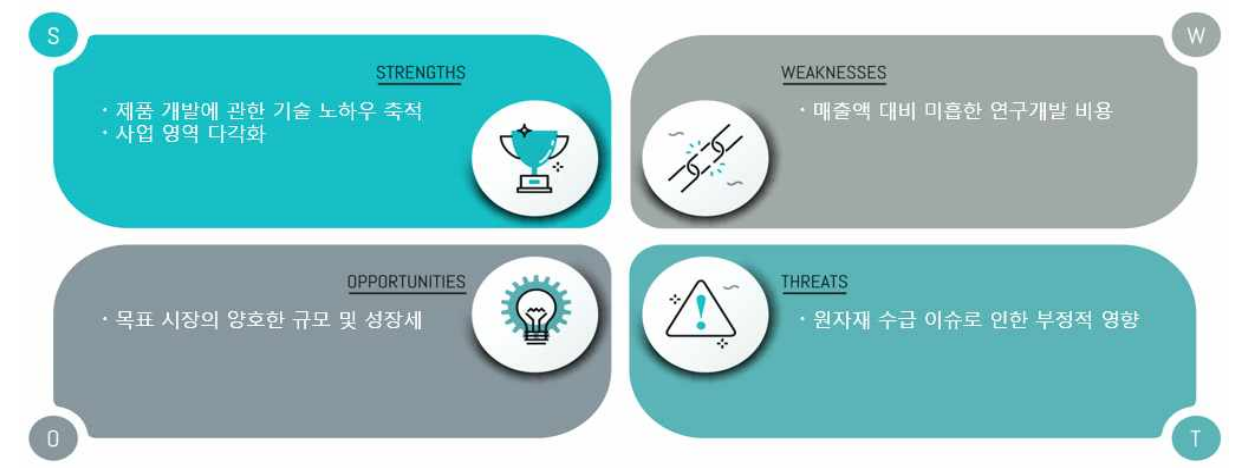 S
STRENGTHS
· 제품 개발에 관한 기술 노하우 축적
· 사업 영역 다각화
W
WEAKNESSES
· 매출액 대비 미흡한 연구개발 비용
O
OPPORTUNITIES
· 목표 시장의 양호한 규모 및 성장세
T
THREATS
· 원자재 수급 이슈로 인한 부정적 영향